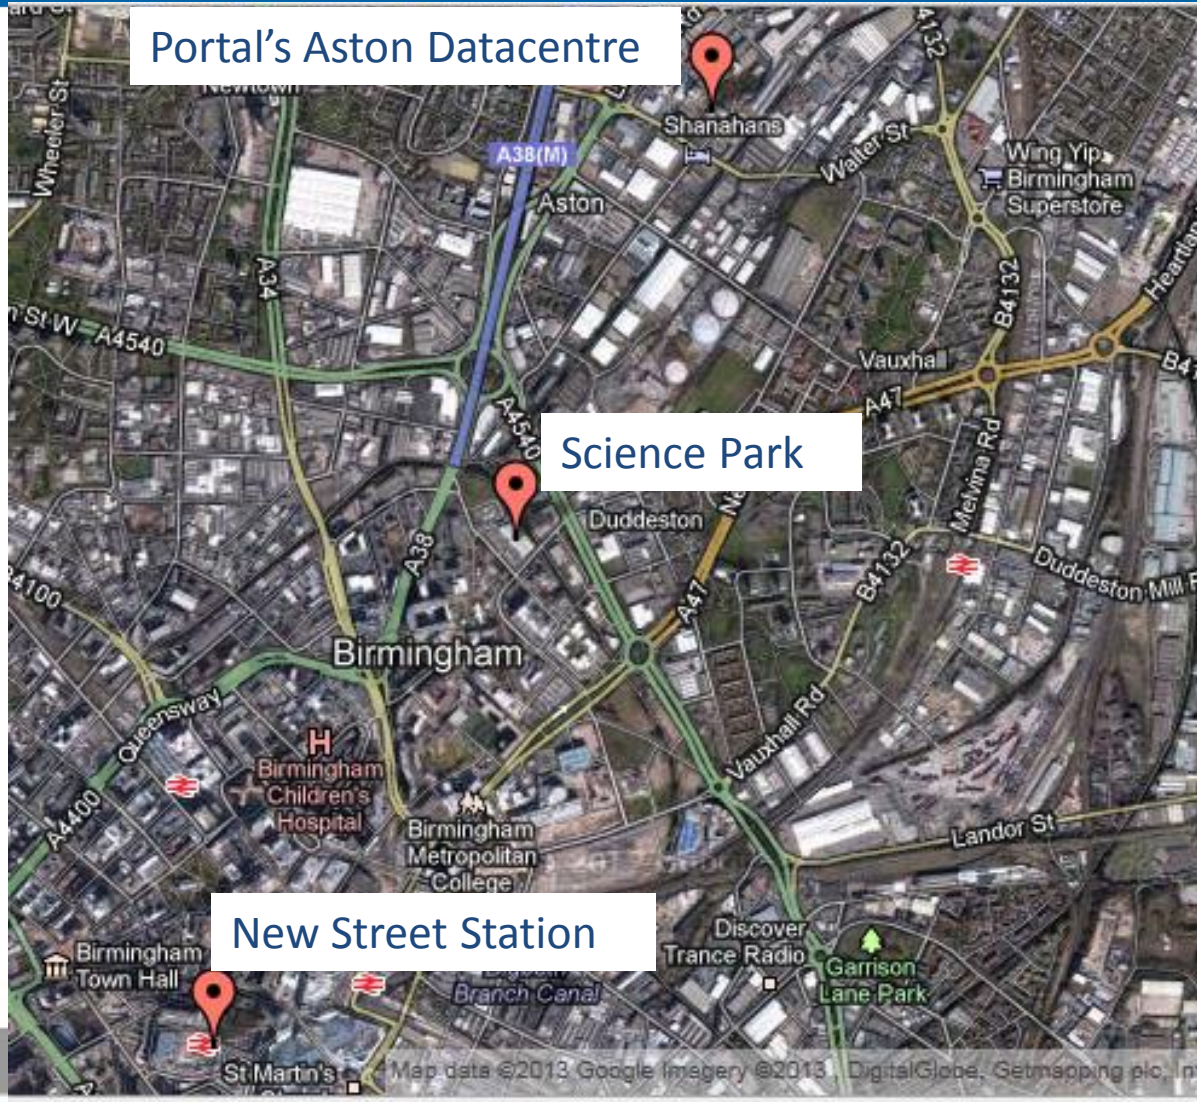 Portal's Aston Datacentre
Newtown
Wheeler St
Shanahans
A4132
Walter St
Wing Yip
Birmingham
Superstore
A38(M)
Aston
A34
B4132
St W
A4540
Vauxhall
A47
A4540
Science Park
Melvina Rd
Duddeston
A38
B4132
Duddeston Mill
A47
Birmingham
Queensway
H
Birmingham
Children's
Hospital
Vauxhall Rd
A4400
Birmingham
Metropolitan
College
Landor St
New Street Station
Discover
Trance Radio
Birmingham
Town Hall
Garrison
Lane Park
Branch Canal
St Martin's
Map data ©2013 Google Imagery ©2013 , DigitalGlobe, Getmapping plc,